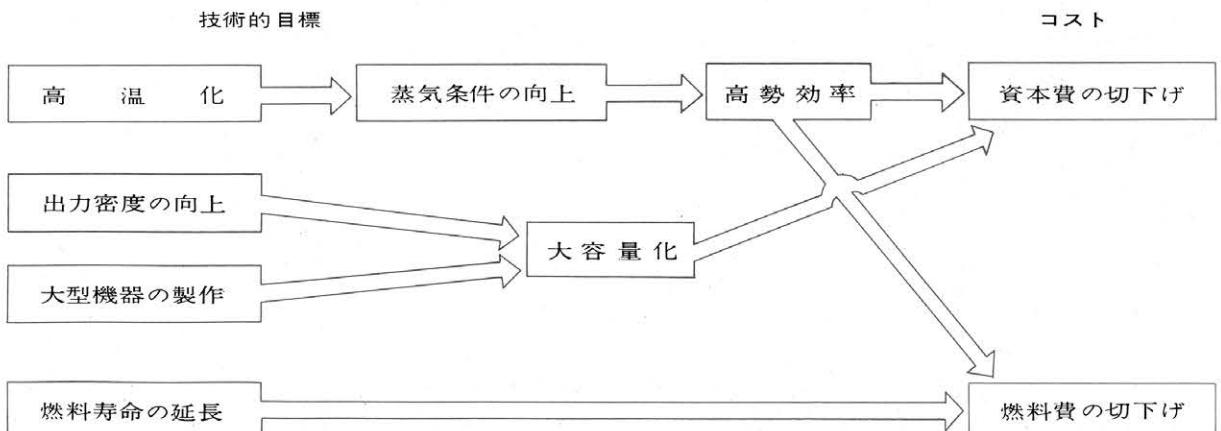 技術的目標
コスト
高温化
蒸気条件の向上
高勢効率
資本費の切下げ
出力密度の向上
大容量化
大型機器の製作
燃料寿命の延長
燃料費の切下げ